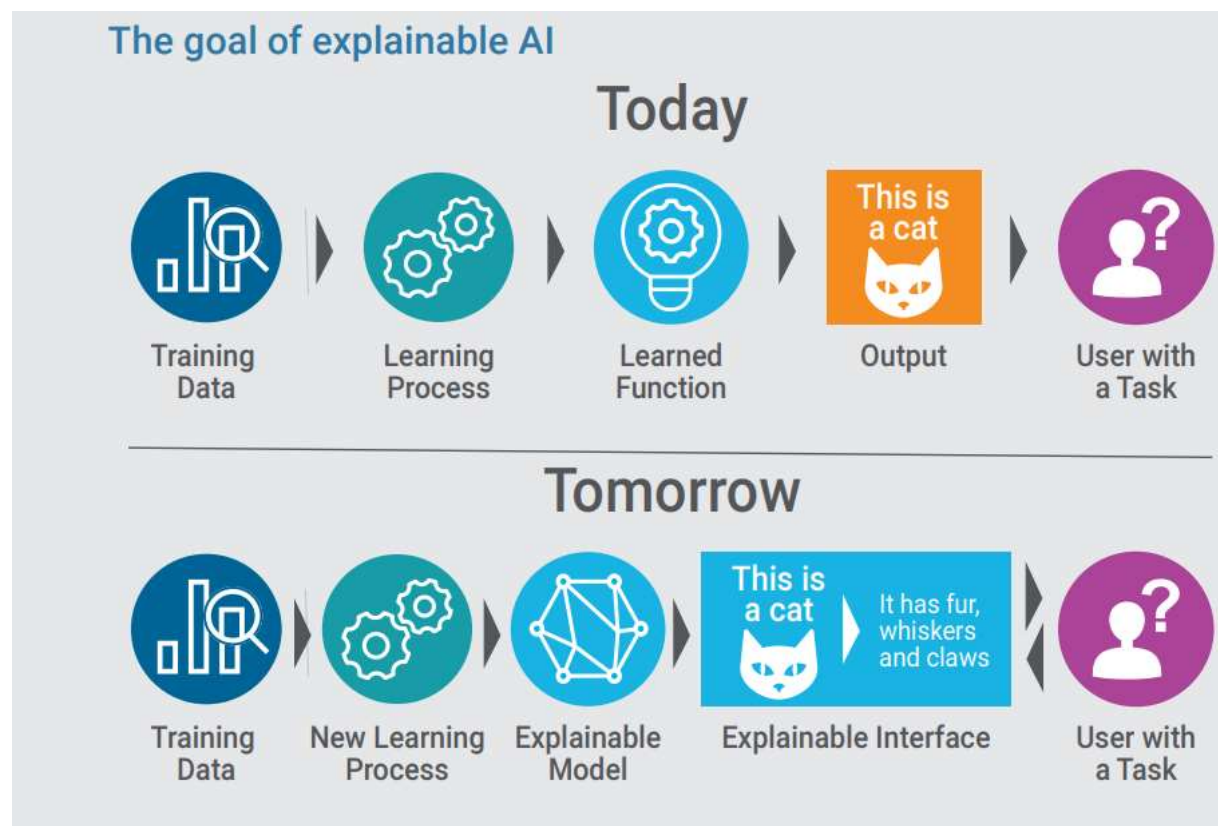 The goal of explainable AI
Today
This is
a cat
?
Training
Data
Learning
Process
Learned
Function
Output
User with
a Task
Tomorrow
This is
a cat
It has fur,
whiskers
and claws
?
Training
Data
New Learning
Process
Explainable
Model
Explainable Interface
User with
a Task